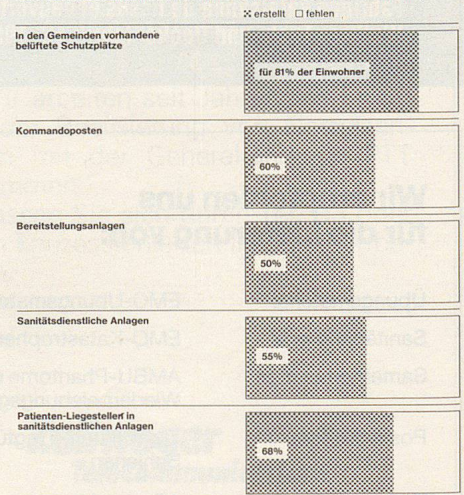 erstellt fehlen
In den Gemeinden vorhandene
belüftete Schutzplätze
für 81% der Einwohner
Kommandoposten
60%
Bereitstellungsanlagen
50%
Sanitätsdienstliche Anlagen
55%
Patienten-Liegestellen in
sanitätsdienstlichen Anlagen
68%